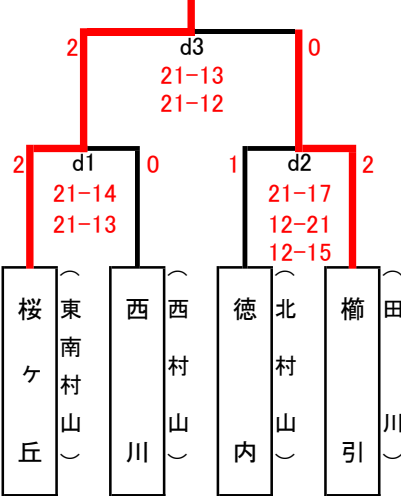 2 d3 0
21-13
21-12
2 d1 0
21-14
21-13
1 d2 2
21-17
12-21
12-15
桜ヶ丘
(東南村山)
西川
(西村山)
徳内
(北村山)
櫛引
(田川)